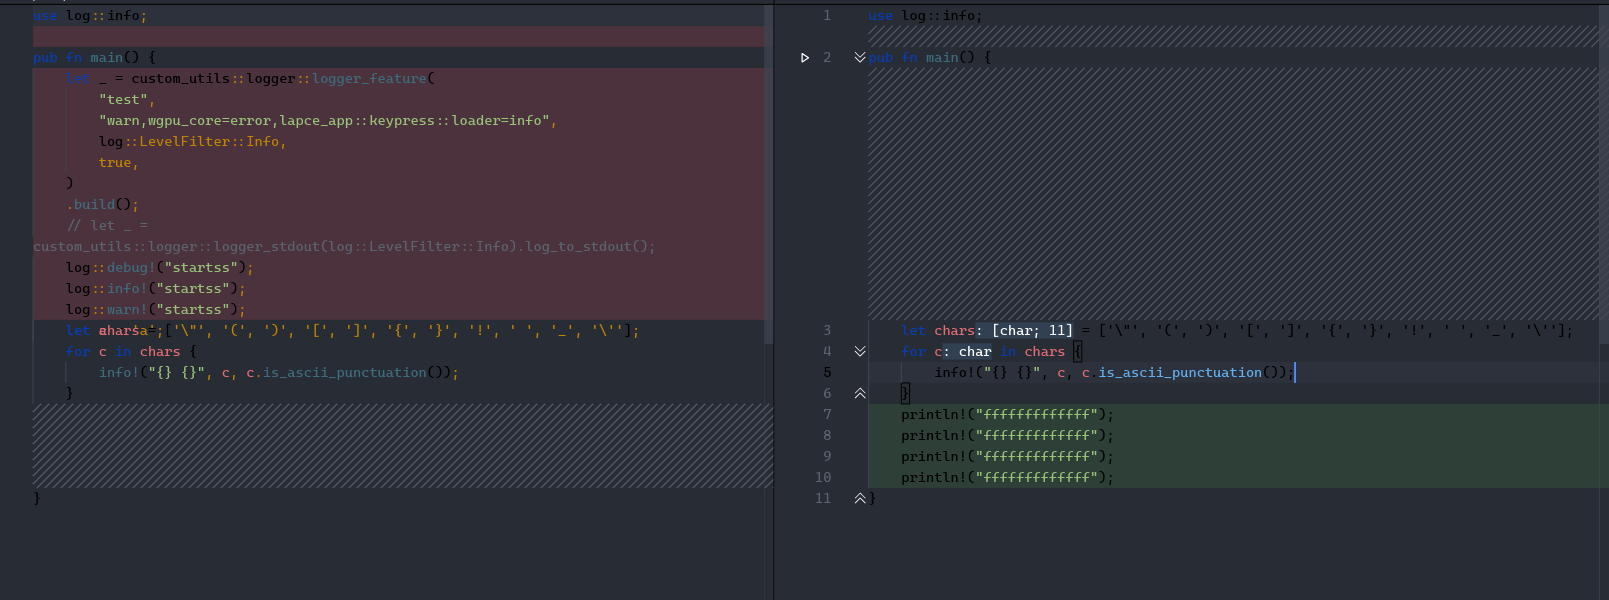 use log::info;
pub fn main() {
let _ = custom_utils::logger::logger_feature(
"test",
"warn,wgpu_core=error,lapce_app::keypress::loader=info",
log::LevelFilter::Info,
true,
)
.build();
// let _ =
custom_utils::logger::logger_stdout(log::LevelFilter::Info).log_to_stdout();
log::debug!("startss");
log::info!("startss");
log::warn!("startss");
let ['\"', '(', ')', '[', ']', '{', '}', '!', ' ', '_', '\''];
for c in chars {
info!("{} {}", c, c.is_ascii_punctuation());
}
}
1 use log::info;
2 pub fn main() {
3 let chars: [char; 11] = ['\"', '(', ')', '[', ']', '{', '}', '!', ' ', '_', '\''];
4 for c: char in chars {
5 info!("{} {}", c, c.is_ascii_punctuation());
6 }
7 println!("fffffffffffff");
8 println!("fffffffffffff");
9 println!("fffffffffffff");
10 println!("fffffffffffff");
11 }